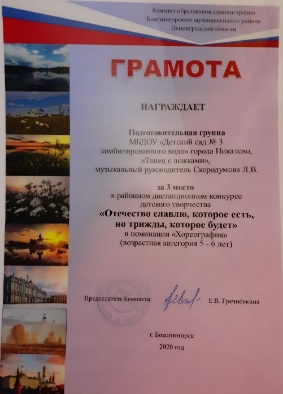 Комитет образования администрации
Бокситогорского муниципального района
Ленинградской области
ГРАМОТА
НАГРАЖДАЕТ
Подготовительная группа
МБДОУ «Детский сад № 3
комбинированного вида» города Пикалево,
«Танец с ложками»,
музыкальный руководитель Скородумова Л.В.
за 3 место
в районном дистанционном конкурсе
детского творчества
«Отечество славлю, которое есть,
но трижды, которое будет»
в номинации «Хореография»
(возрастная категория 5 - 6 лет)
Председатель Комитета Е.В. Гречнёвкина
г. Бокситогорск
2020 год